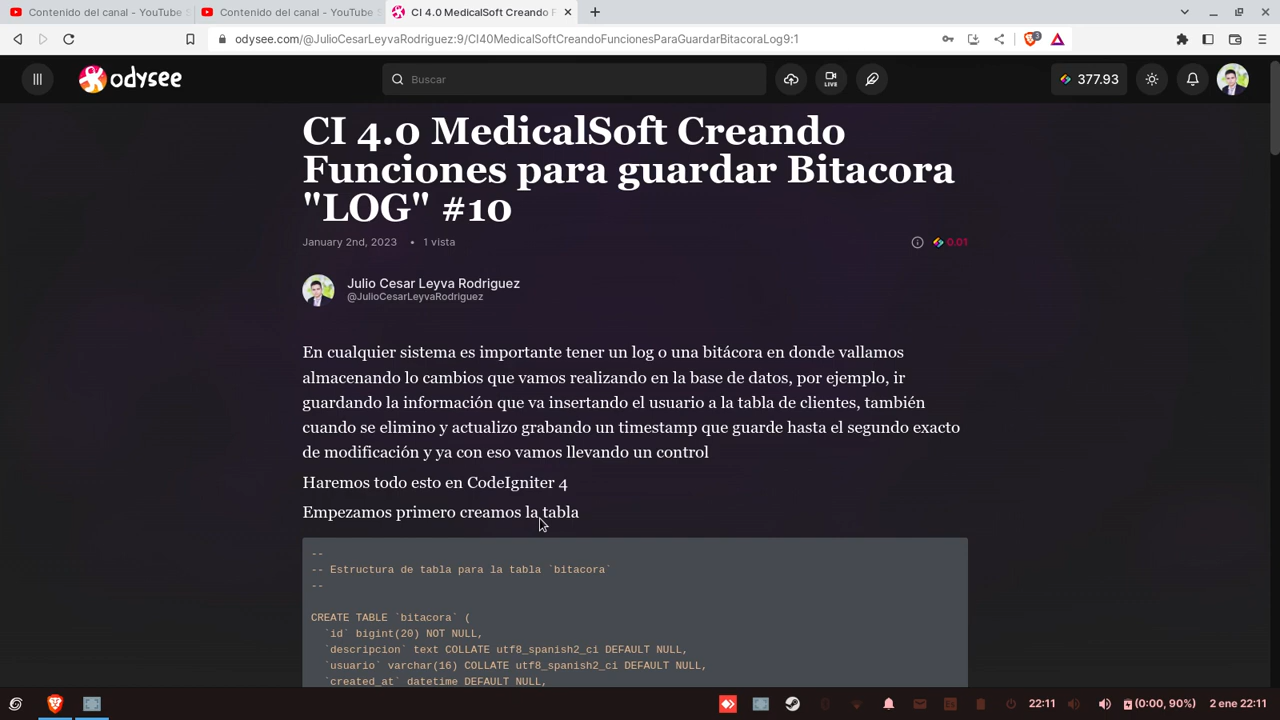 Contenido del canal - YouTube S
Contenido del canal - YouTube S
CI 4.0 MedicalSoft Creando F
odysee.com/@JulioCesarLeyvaRodriguez:9/CI40MedicalSoftCreandoFuncionesParaGuardarBitacoraLog9:1
3
odysee
Buscar
LIVE
377.93
CI 4.0 MedicalSoft Creando
Funciones para guardar Bitacora
"LOG" #10
January 2nd, 2023 • 1 vista
0.01
Julio Cesar Leyva Rodriguez
@JulioCesarLeyvaRodriguez
En cualquier sistema es importante tener un log o una bitácora en donde vallamos
almacenando lo cambios que vamos realizando en la base de datos, por ejemplo, ir
guardando la información que va insertando el usuario a la tabla de clientes, también
cuando se elimino y actualizo grabando un timestamp que guarde hasta el segundo exacto
de modificación y ya con eso vamos llevando un control
Haremos todo esto en CodeIgniter 4
Empezamos primero creamos la tabla
--
-- Estructura de tabla para la tabla `bitacora`
--
CREATE TABLE `bitacora` (
`id` bigint(20) NOT NULL,
`descripcion` text COLLATE utf8_spanish2_ci DEFAULT NULL,
`usuario` varchar(16) COLLATE utf8_spanish2_ci DEFAULT NULL,
`created_at` datetime DEFAULT NULL,
22:11
(0:00, 90%)
2 ene 22:11